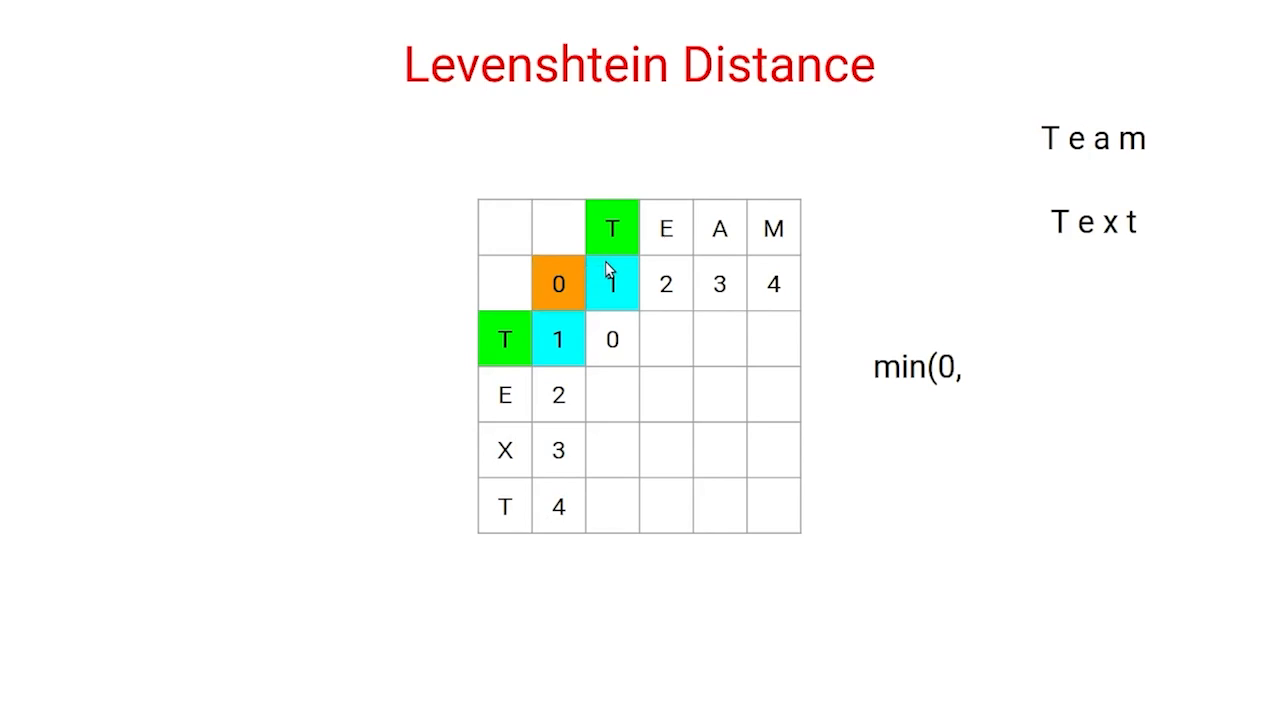 Levenshtein Distance
T e a m
T e x t
T E A M
0 1 2 3 4
T 1 0
min(0,
E 2
X 3
T 4